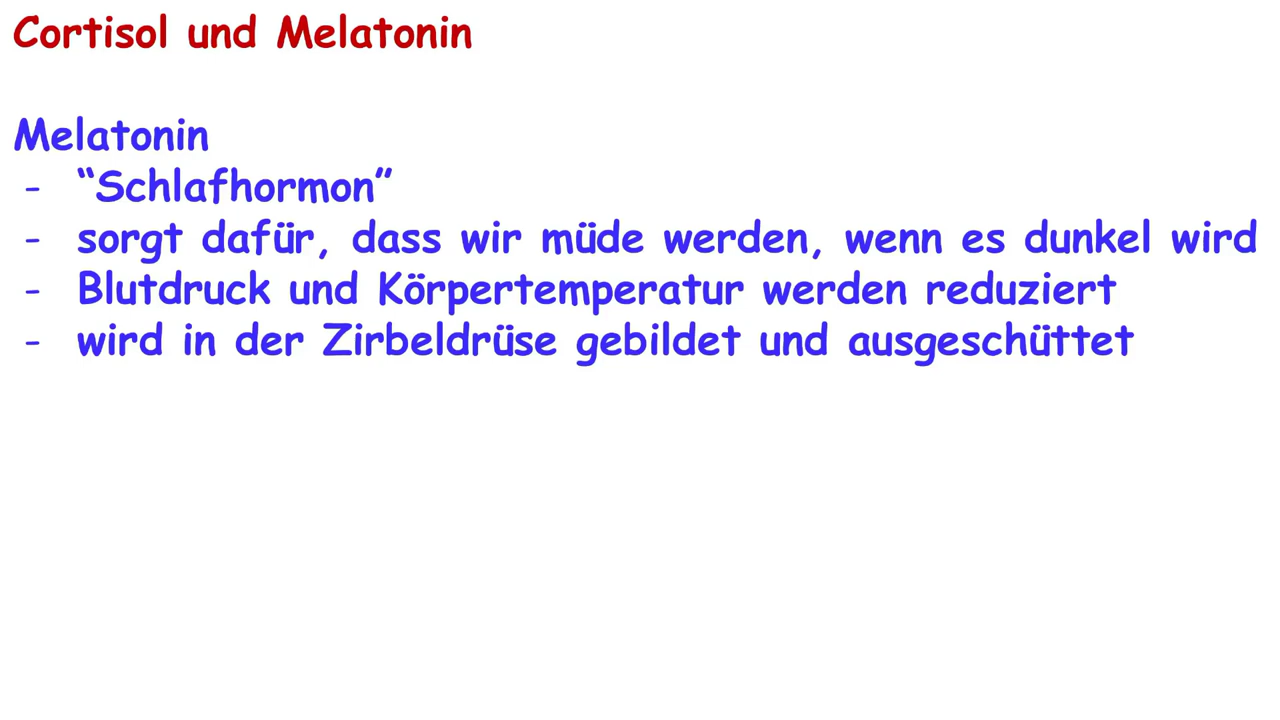 Cortisol und Melatonin
Melatonin
- “Schlafhormon”
- sorgt dafür, dass wir müde werden, wenn es dunkel wird
- Blutdruck und Körpertemperatur werden reduziert
- wird in der Zirbeldrüse gebildet und ausgeschüttet